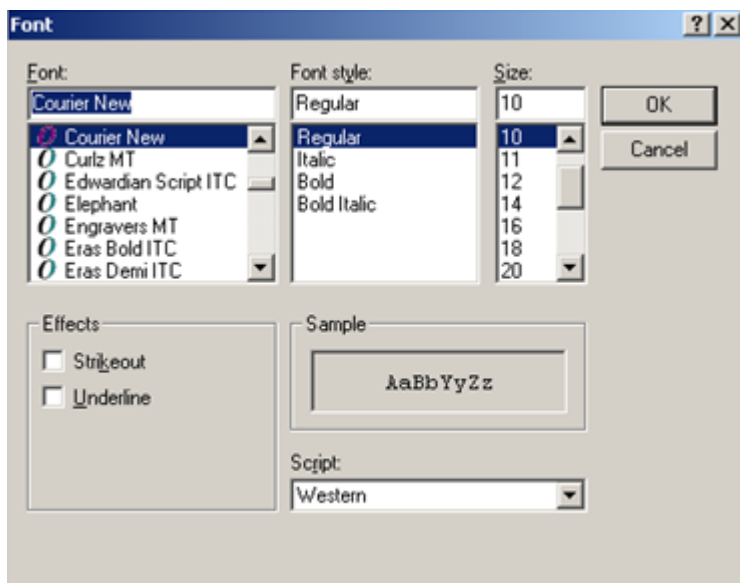 Font
Font:
Courier New
Courier New
Curlz MT
Edwardian Script ITC
Elephant
Engravers MT
Eras Bold ITC
Eras Demi ITC
Font style:
Regular
Regular
Italic
Bold
Bold Italic
Size:
10
10
11
12
14
16
18
20
OK
Cancel
Effects
Strikeout
Underline
Sample
AaBbYyZz
Script:
Western